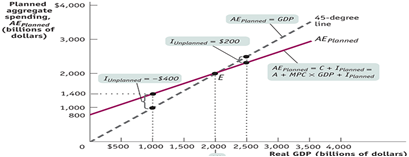 Planned
aggregate
spending,
AEPlanned
(billions of
dollars)
$4,000
3,000
2,000
1,400
1,000
800
0
$500
1,000
1,500
2,000
2,500
3,000
3,500
4,000
Real GDP (billions of dollars)
AEPlanned = GDP
45-degree
line
AEPlanned
IUnplanned = $200
IUnplanned = –$400
E
AEPlanned = C + IPlanned =
A + MPC × GDP + IPlanned